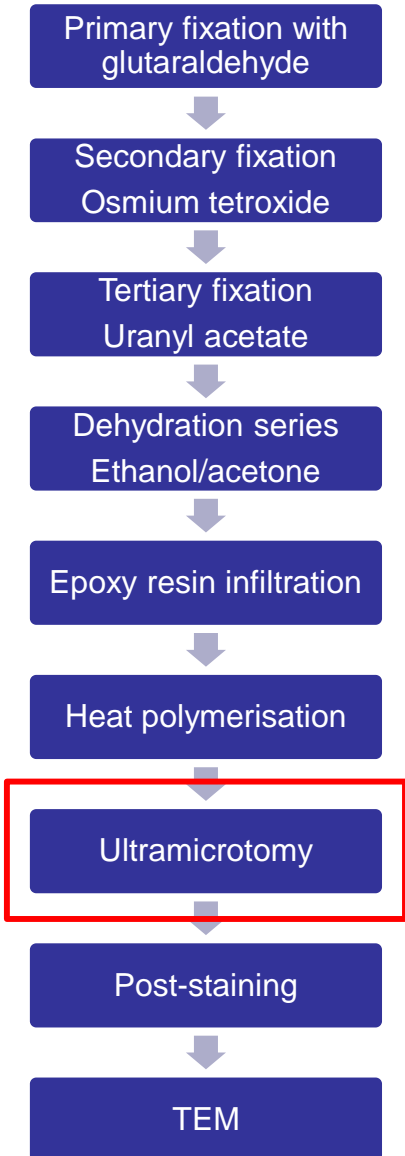 Primary fixation with
glutaraldehyde
Secondary fixation
Osmium tetroxide
Tertiary fixation
Uranyl acetate
Dehydration series
Ethanol/acetone
Epoxy resin infiltration
Heat polymerisation
Ultramicrotomy
Post-staining
TEM